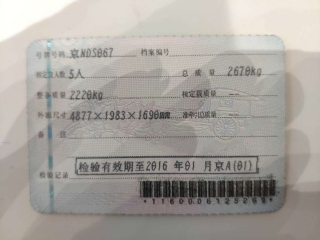 号牌号码 京ND5067 档案编号
核定载人数 5人 总质量 2670kg
整备质量 2220kg 核定载质量
外廓尺寸 4877×1983×1690mm 准牵引总质量
备注
检验有效期至2016年01月京A(01)
检验记录